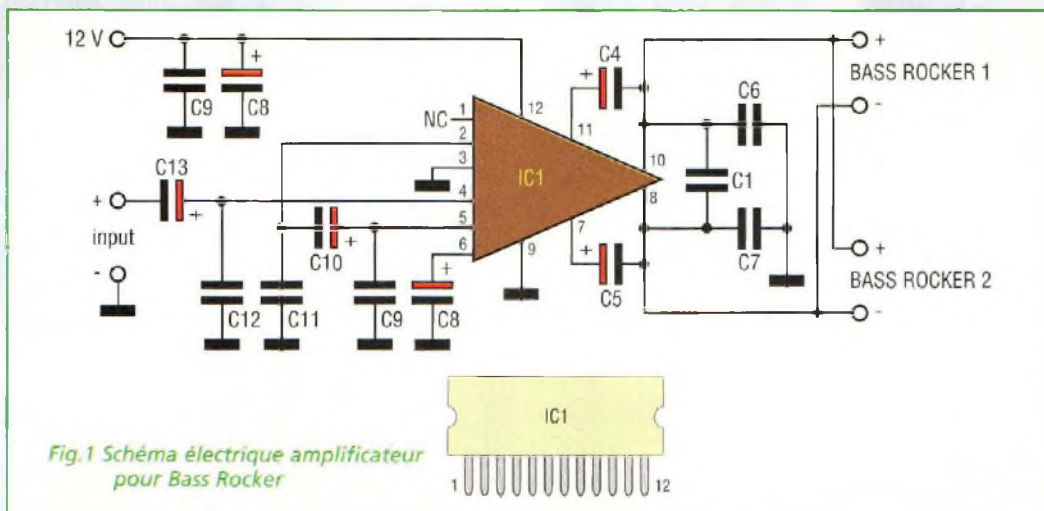 12 V
C9
C8
+
C4
+
BASS ROCKER 1
-
C6
NC
1
2
3
4
5
6
12
11
10
8
7
9
IC1
C1
C7
C13
+
+
input
-
C10
+
+
C12
C11
C9
C8
+
C5
+
+
BASS ROCKER 2
-
IC1
1
12
Fig.1 Schéma électrique amplificateur
pour Bass Rocker